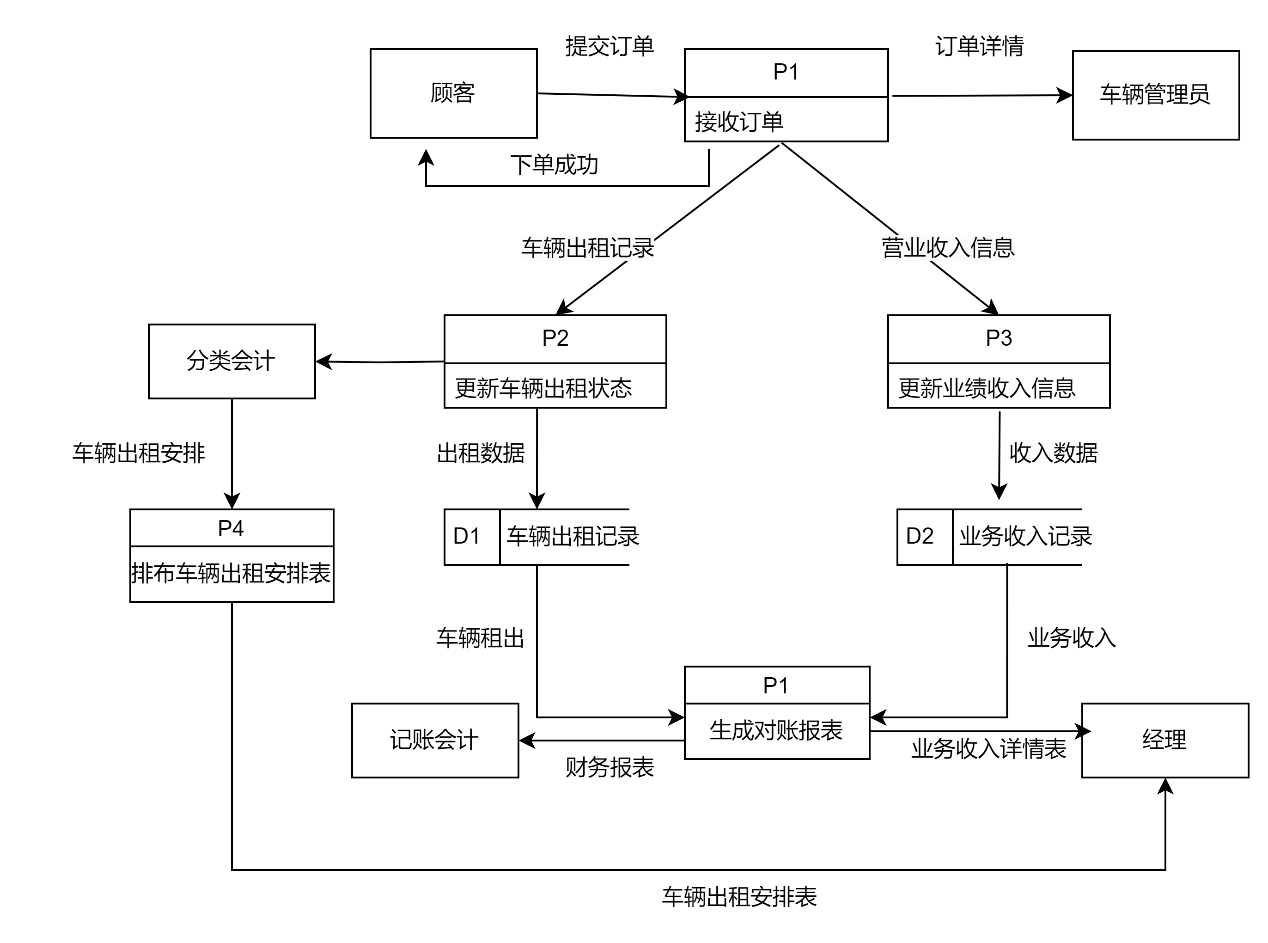 提交订单
订单详情
顾客
P1
接收订单
车辆管理员
下单成功
车辆出租记录
营业收入信息
分类会计
P2
更新车辆出租状态
P3
更新业绩收入信息
车辆出租安排
出租数据
收入数据
P4
排布车辆出租安排表
D1
车辆出租记录
D2
业务收入记录
车辆租出
业务收入
P1
生成对账报表
记账会计
经理
财务报表
业务收入详情表
车辆出租安排表